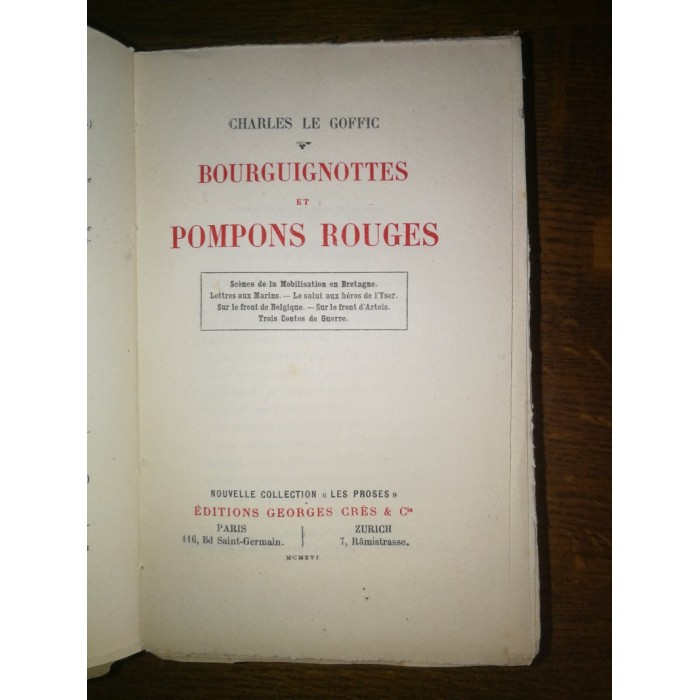 CHARLES LE GOFFIC
BOURGUIGNOTTES
ET
POMPONS ROUGES
Scènes de la Mobilisation en Bretagne.
Lettres aux Marins. — Le salut aux héros de l'Yser.
Sur le front de Belgique. — Sur le front d'Artois.
Trois Contes de Guerre.
NOUVELLE COLLECTION « LES PROSES »
ÉDITIONS GEORGES CRÈS & Cie
PARIS
116, Bd Saint-Germain.
ZURICH
7, Rämistrasse.
MCMXVI